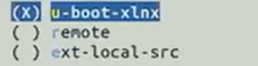 (X) u-boot-xlnx
( ) remote
( ) ext-local-src